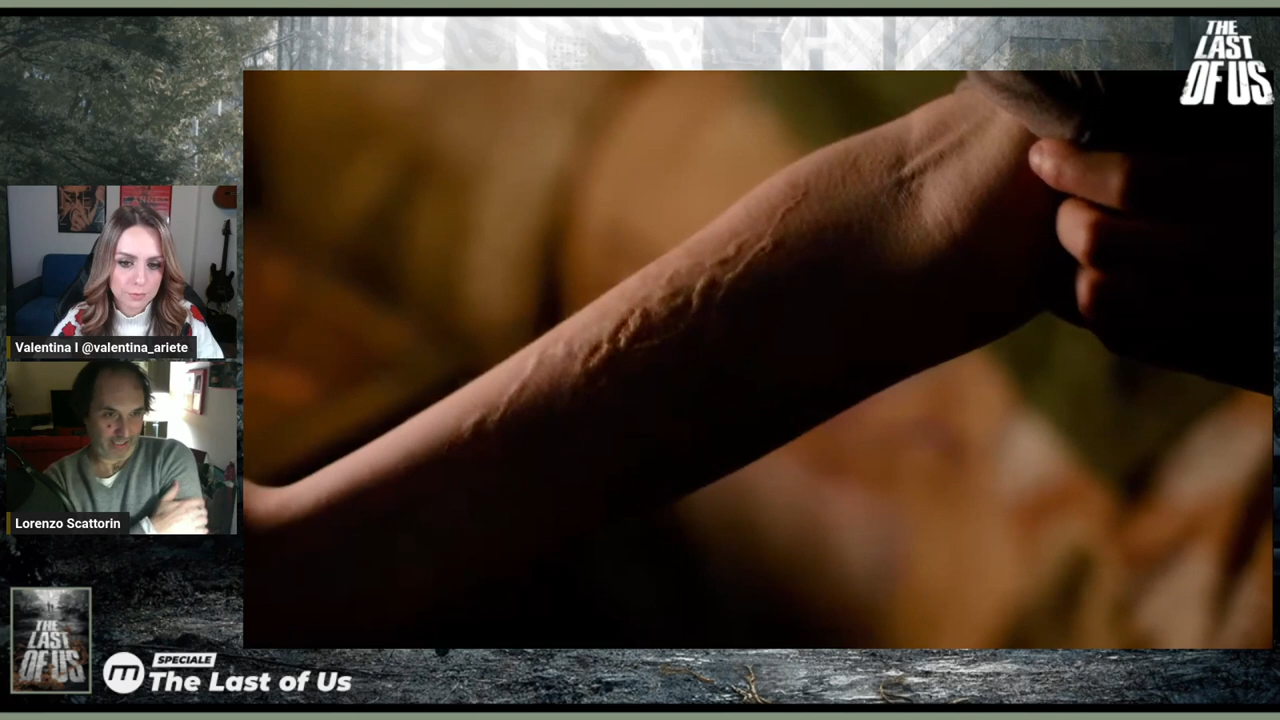 THE
LAST
OF US
Valentina I @valentina_ariete
Lorenzo Scattorin
THE
LAST
OF US
m
SPECIALE
The Last of Us